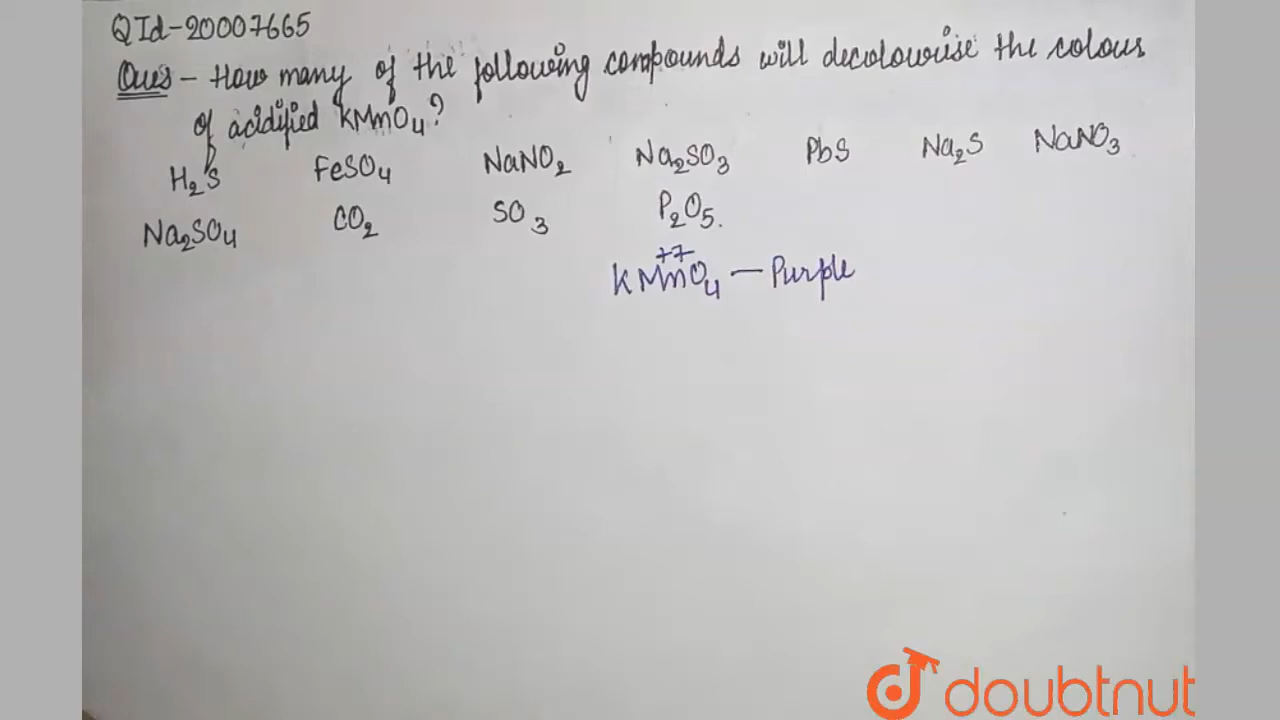 QId-20007665
Ques - How many of the following compounds will decolourise the colour
of acidified KMnO4?
H2S FeSO4 NaNO2 Na2SO3 PbS Na2S NaNO3
Na2SO4 CO2 SO3 P2O5.
+7
KMnO4 — Purple
doubtnut